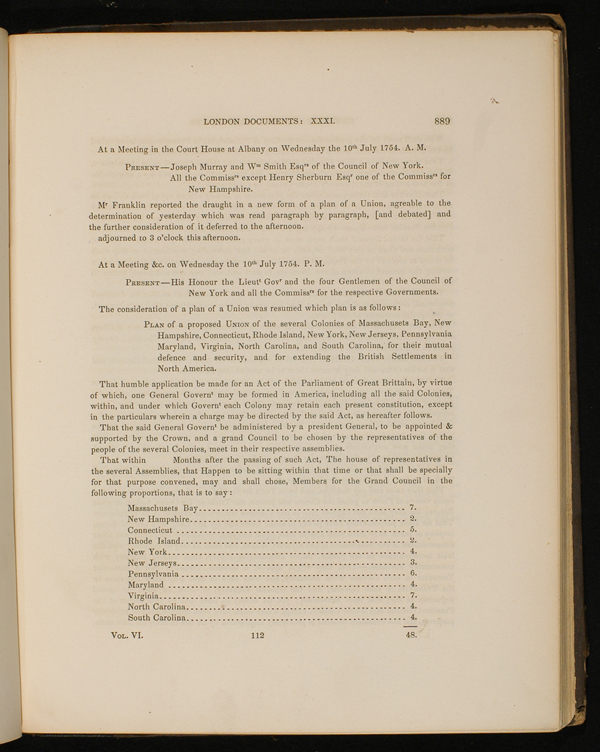 LONDON DOCUMENTS: XXXI. 889
At a Meeting in the Court House at Albany on Wednesday the 10th July 1754. A. M.
PRESENT—Joseph Murray and Wm Smith Esqrs of the Council of New York.
All the Commissrs except Henry Sherburn Esqr one of the Commissrs for
New Hampshire.
Mr Franklin reported the draught in a new form of a plan of a Union, agreable to the
determination of yesterday which was read paragraph by paragraph, [and debated] and
the further consideration of it deferred to the afternoon.
adjourned to 3 o'clock this afternoon.
At a Meeting &c. on Wednesday the 10th July 1754. P. M.
PRESENT—His Honour the Lieutt Govr and the four Gentlemen of the Council of
New York and all the Commissrs for the respective Governments.
The consideration of a plan of a Union was resumed which plan is as follows:
PLAN of a proposed UNION of the several Colonies of Massachusets Bay, New
Hampshire, Connecticut, Rhode Island, New York, New Jerseys, Pennsylvania
Maryland, Virginia, North Carolina, and South Carolina, for their mutual
defence and security, and for extending the British Settlements in
North America.
That humble application be made for an Act of the Parliament of Great Brittain, by virtue
of which, one General Governt may be formed in America, including all the said Colonies,
within, and under which Governt each Colony may retain each present constitution, except
in the particulars wherein a charge may be directed by the said Act, as hereafter follows.
That the said General Governt be administered by a president General, to be appointed &
supported by the Crown, and a grand Council to be chosen by the representatives of the
people of the several Colonies, meet in their respective assemblies.
That within Months after the passing of such Act, The house of representatives in
the several Assemblies, that Happen to be sitting within that time or that shall be specially
for that purpose convened, may and shall chose, Members for the Grand Council in the
following proportions, that is to say:
Massachusets Bay 7.
New Hampshire 2.
Connecticut 5.
Rhode Island 2.
New York 4.
New Jerseys 3.
Pennsylvania 6.
Maryland 4.
Virginia 7.
North Carolina 4.
South Carolina 4.
VOL. VI. 112 48.